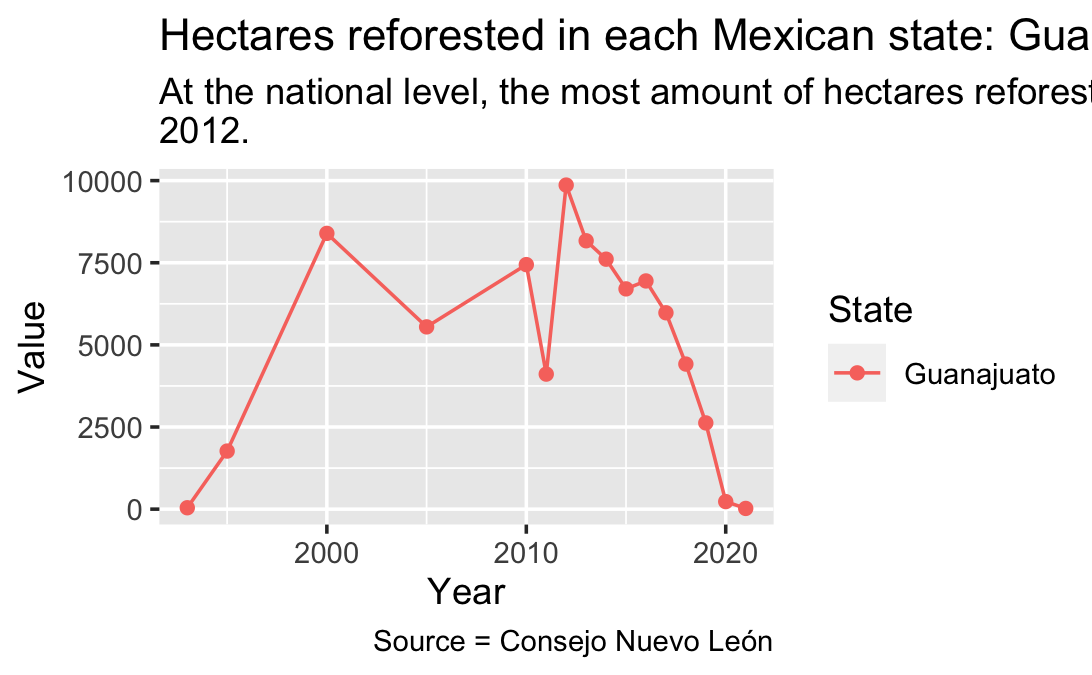 Hectares reforested in each Mexican state: Gua
At the national level, the most amount of hectares reforest
2012.
10000
7500
5000
2500
0
Value
2000 2010 2020
Year
State
Guanajuato
Source = Consejo Nuevo León